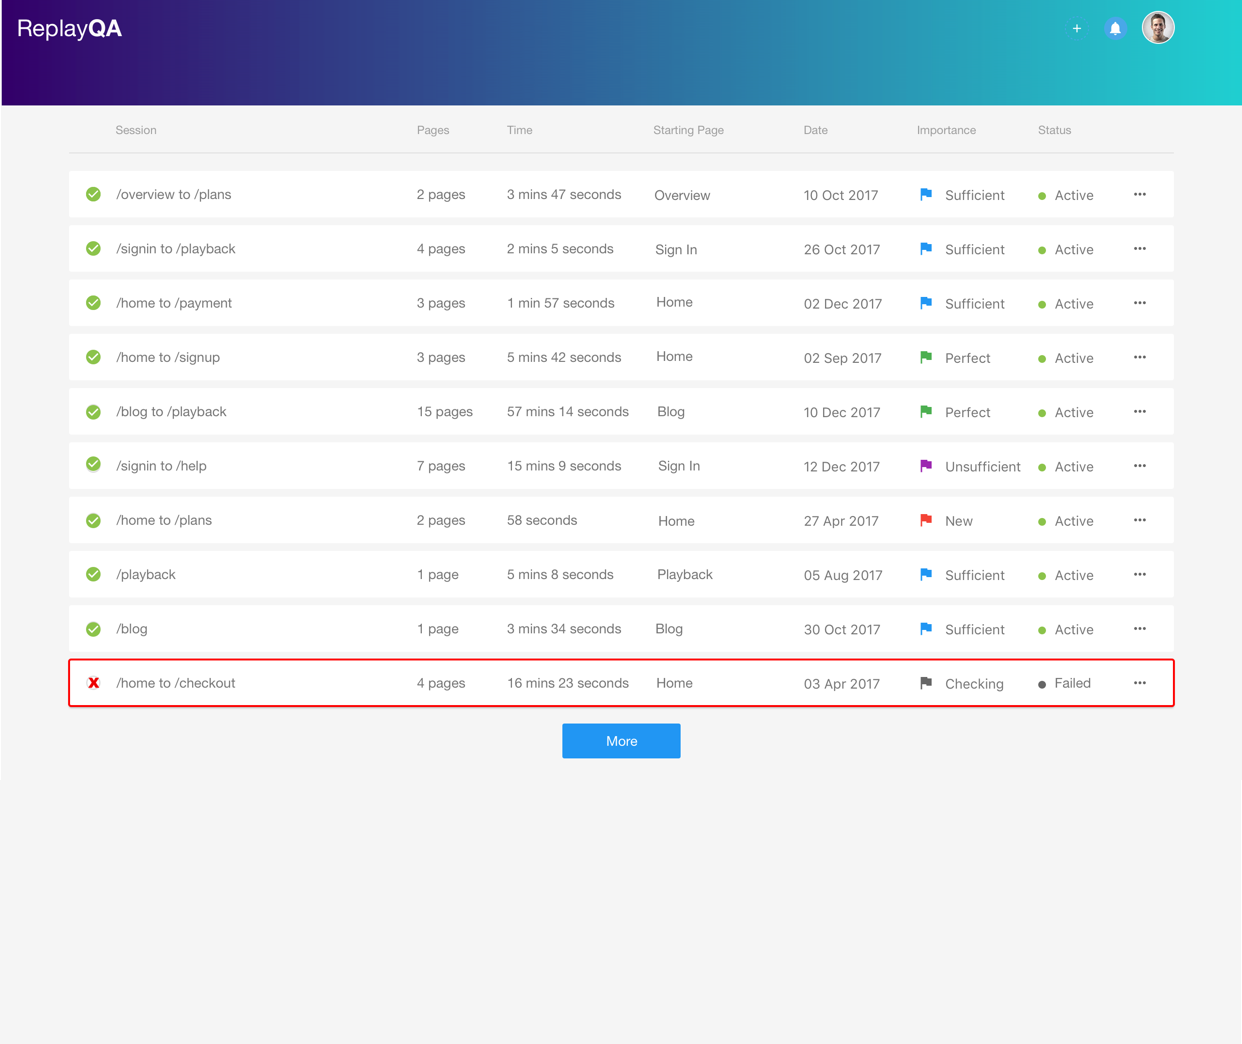 ReplayQA
Session Pages Time Starting Page Date Importance Status
/overview to /plans 2 pages 3 mins 47 seconds Overview 10 Oct 2017 Sufficient Active
/signin to /playback 4 pages 2 mins 5 seconds Sign In 26 Oct 2017 Sufficient Active
/home to /payment 3 pages 1 min 57 seconds Home 02 Dec 2017 Sufficient Active
/home to /signup 3 pages 5 mins 42 seconds Home 02 Sep 2017 Perfect Active
/blog to /playback 15 pages 57 mins 14 seconds Blog 10 Dec 2017 Perfect Active
/signin to /help 7 pages 15 mins 9 seconds Sign In 12 Dec 2017 Unsufficient Active
/home to /plans 2 pages 58 seconds Home 27 Apr 2017 New Active
/playback 1 page 5 mins 8 seconds Playback 05 Aug 2017 Sufficient Active
/blog 1 page 3 mins 34 seconds Blog 30 Oct 2017 Sufficient Active
/home to /checkout 4 pages 16 mins 23 seconds Home 03 Apr 2017 Checking Failed
More